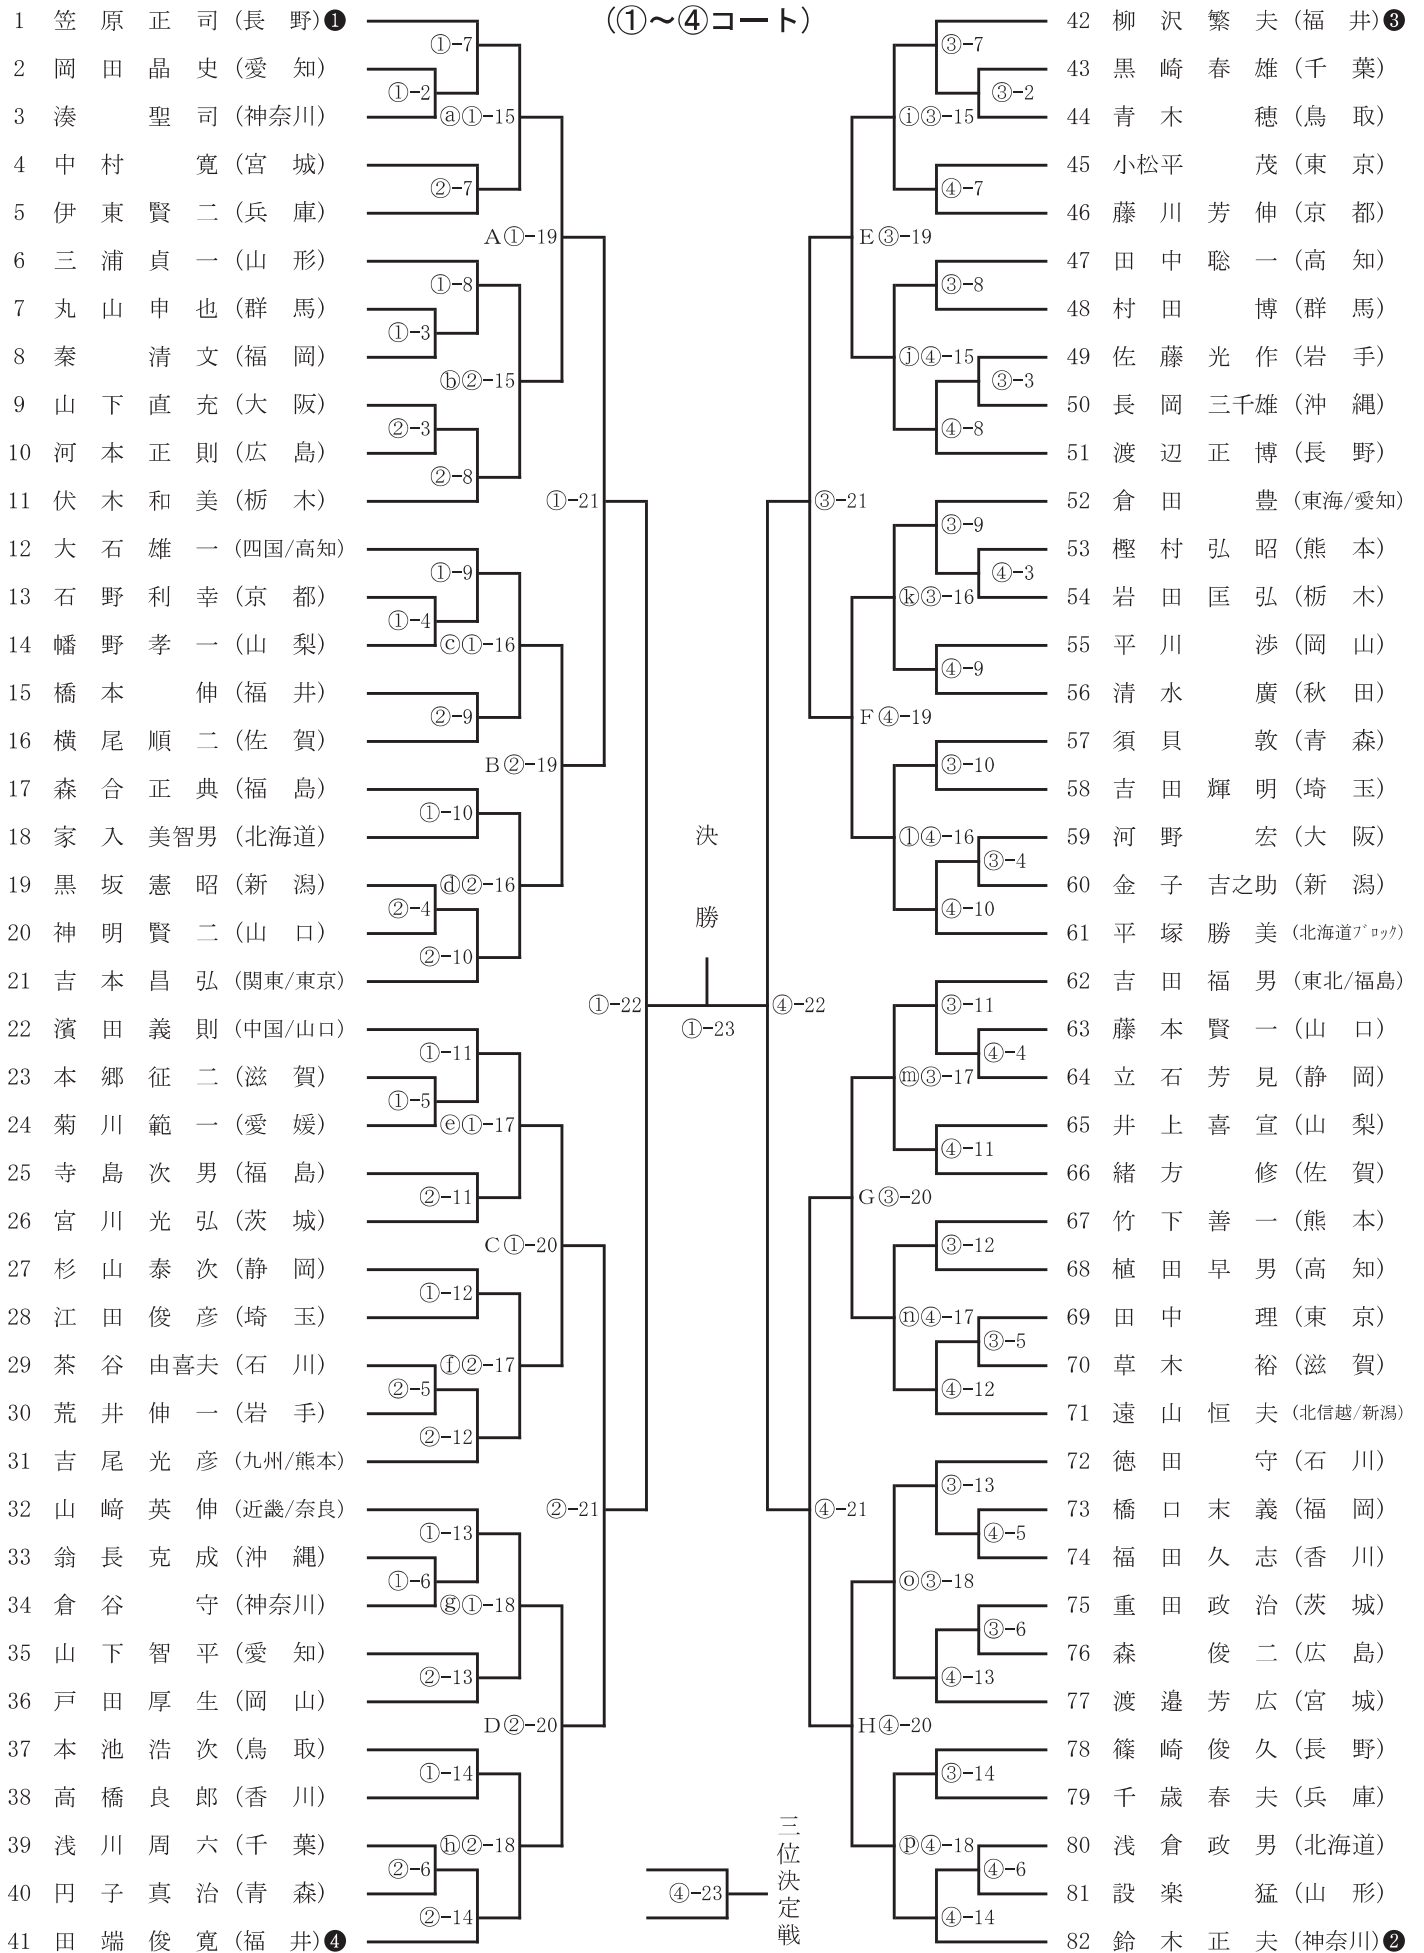 (①～④コート)
1 笠原正司(長野)❶
2 岡田晶史(愛知)
3 湊聖司(神奈川)
4 中村寛(宮城)
5 伊東賢二(兵庫)
6 三浦貞一(山形)
7 丸山申也(群馬)
8 秦清文(福岡)
9 山下直充(大阪)
10 河本正則(広島)
11 伏木和美(栃木)
12 大石雄一(四国/高知)
13 石野利幸(京都)
14 幡野孝一(山梨)
15 橋本伸(福井)
16 横尾順二(佐賀)
17 森合正典(福島)
18 家入美智男(北海道)
19 黒坂憲昭(新潟)
20 神明賢二(山口)
21 吉本昌弘(関東/東京)
22 濱田義則(中国/山口)
23 本郷征二(滋賀)
24 菊川範一(愛媛)
25 寺島次男(福島)
26 宮川光弘(茨城)
27 杉山泰次(静岡)
28 江田俊彦(埼玉)
29 茶谷由喜夫(石川)
30 荒井伸一(岩手)
31 吉尾光彦(九州/熊本)
32 山﨑英伸(近畿/奈良)
33 翁長克成(沖縄)
34 倉谷守(神奈川)
35 山下智平(愛知)
36 戸田厚生(岡山)
37 本池浩次(鳥取)
38 高橋良郎(香川)
39 浅川周六(千葉)
40 円子真治(青森)
41 田端俊寛(福井)❹
①-7
①-2
ⓐ①-15
②-7
A①-19
①-8
①-3
ⓑ②-15
②-3
②-8
①-21
①-9
①-4
ⓒ①-16
②-9
B②-19
①-10
ⓓ②-16
②-4
②-10
①-22
①-11
①-5
ⓔ①-17
②-11
C①-20
①-12
ⓕ②-17
②-5
②-12
②-21
①-13
①-6
ⓖ①-18
②-13
D②-20
①-14
ⓗ②-18
②-6
②-14
決勝
①-23
三位決定戦
④-23
③-7
③-2
ⓘ③-15
④-7
E③-19
③-8
ⓙ④-15
③-3
④-8
③-21
③-9
④-3
ⓚ③-16
④-9
F④-19
③-10
ⓛ④-16
③-4
④-10
④-22
③-11
④-4
ⓜ③-17
④-11
G③-20
③-12
ⓝ④-17
③-5
④-12
④-21
③-13
④-5
ⓞ③-18
③-6
④-13
H④-20
③-14
ⓟ④-18
④-6
④-14
42 柳沢繁夫(福井)❸
43 黒崎春雄(千葉)
44 青木穂(鳥取)
45 小松平茂(東京)
46 藤川芳伸(京都)
47 田中聡一(高知)
48 村田博(群馬)
49 佐藤光作(岩手)
50 長岡三千雄(沖縄)
51 渡辺正博(長野)
52 倉田豊(東海/愛知)
53 樫村弘昭(熊本)
54 岩田匡弘(栃木)
55 平川渉(岡山)
56 清水廣(秋田)
57 須貝敦(青森)
58 吉田輝明(埼玉)
59 河野宏(大阪)
60 金子吉之助(新潟)
61 平塚勝美(北海道ﾌﾞﾛｯｸ)
62 吉田福男(東北/福島)
63 藤本賢一(山口)
64 立石芳見(静岡)
65 井上喜宣(山梨)
66 緒方修(佐賀)
67 竹下善一(熊本)
68 植田早男(高知)
69 田中理(東京)
70 草木裕(滋賀)
71 遠山恒夫(北信越/新潟)
72 徳田守(石川)
73 橋口末義(福岡)
74 福田久志(香川)
75 重田政治(茨城)
76 森俊二(広島)
77 渡邉芳広(宮城)
78 篠崎俊久(長野)
79 千歳春夫(兵庫)
80 浅倉政男(北海道)
81 設楽猛(山形)
82 鈴木正夫(神奈川)❷